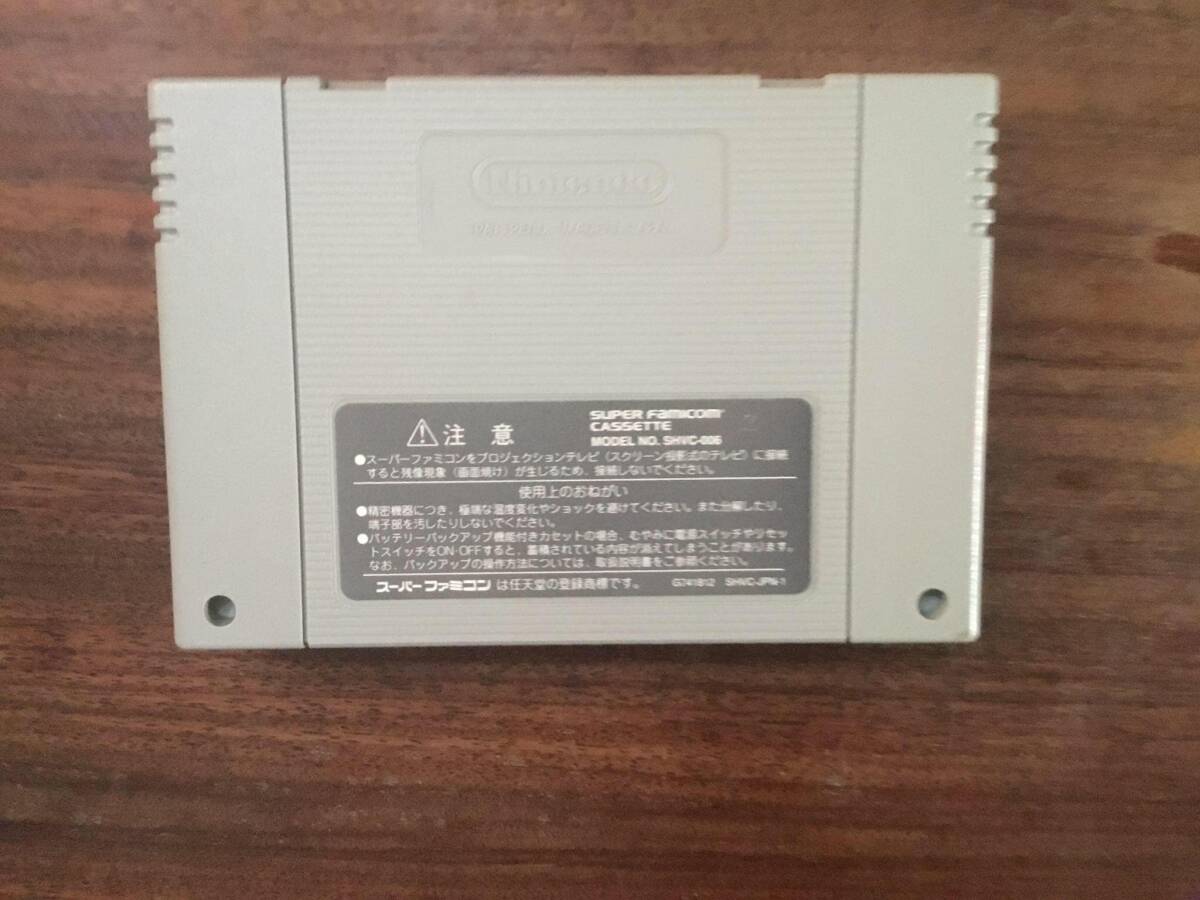 Nintendo
⚠注 意
SUPER FAMICOM
CASSETTE
MODEL NO. SHVC-006
●スーパーファミコンをプロジェクションテレビ（スクリーン投影式のテレビ）に接続
すると残像現象（画面焼け）が生じるため、接続しないでください。
使用上のおねがい
●精密機器につき、極端な温度変化やショックを避けてください。また分解したり、
端子部を汚したりしないでください。
●バッテリーバックアップ機能付きカセットの場合、むやみに電源スイッチやリセッ
トスイッチをON・OFFすると、蓄積されている内容が消えてしまうことがあります。
なお、バックアップの操作方法については、取扱説明書をご参照ください。
スーパーファミコン は任天堂の登録商標です。 G741812 SHVC-JPN-1